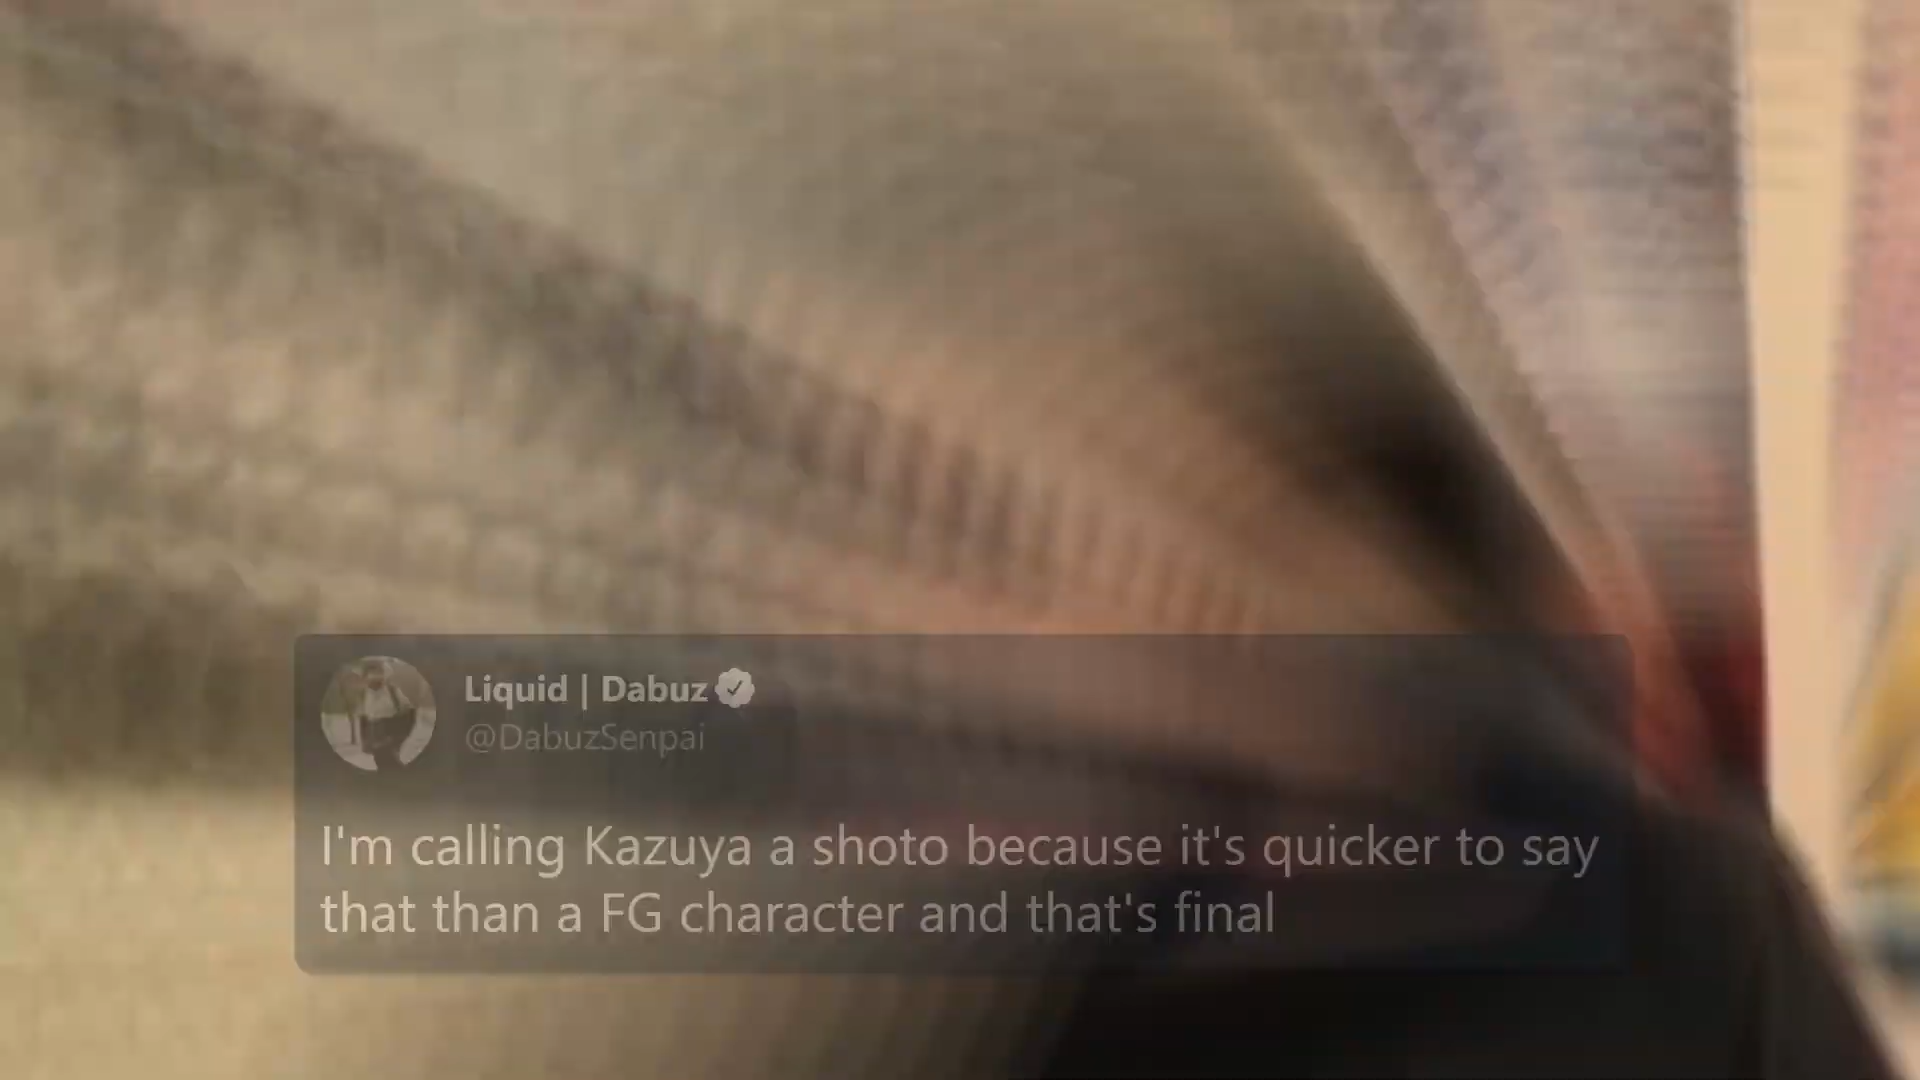 Liquid | Dabuz
@DabuzSenpai
I'm calling Kazuya a shoto because it's quicker to say
that than a FG character and that's final